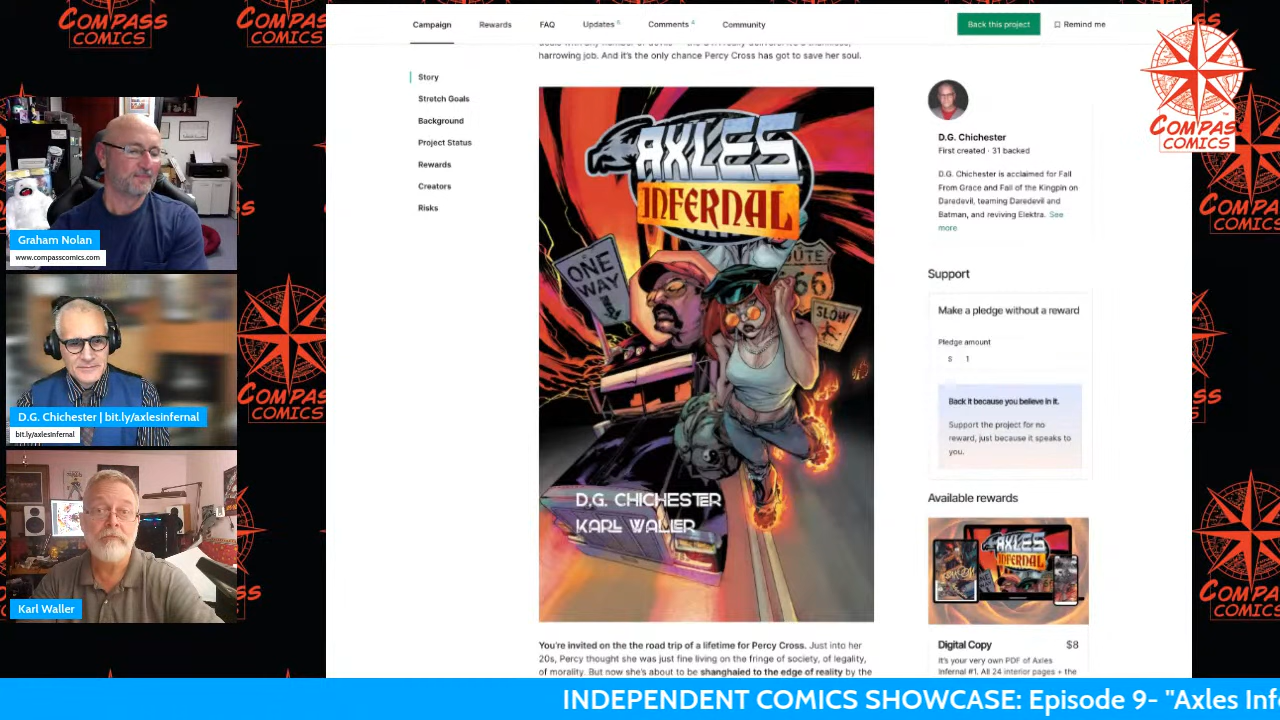 COMPASS
COMICS
Graham Nolan
www.compasscomics.com
D.G. Chichester | bit.ly/axlesinfernal
bit.ly/axlesinfernal
Karl Waller
Campaign Rewards FAQ Updates 5 Comments 4 Community
Back this project Remind me
harrowing job. And it's the only chance Percy Cross has got to save her soul.
Story
Stretch Goals
Background
Project Status
Rewards
Creators
Risks
AXLES
INFERNAL
ONE
WAY
ROUTE
66
SLOW
D.G. CHICHESTER
KARL WALLER
You're invited on the the road trip of a lifetime for Percy Cross. Just into her
20s, Percy thought she was just fine living on the fringe of society, of legality,
of morality. But now she's about to be shanghaied to the edge of reality by the
COMPASS
COMICS
D.G. Chichester
First created · 31 backed
D.G. Chichester is acclaimed for Fall
From Grace and Fall of the Kingpin on
Daredevil, teaming Daredevil and
Batman, and reviving Elektra. See
more
Support
Make a pledge without a reward
Pledge amount
$ 1
Back it because you believe in it.
Support the project for no
reward, just because it speaks to
you.
Available rewards
AXLES
INFERNAL
Digital Copy $8
It's your very own PDF of Axles
Infernal #1. All 24 interior pages + the
INDEPENDENT COMICS SHOWCASE: Episode 9- "Axles Inf